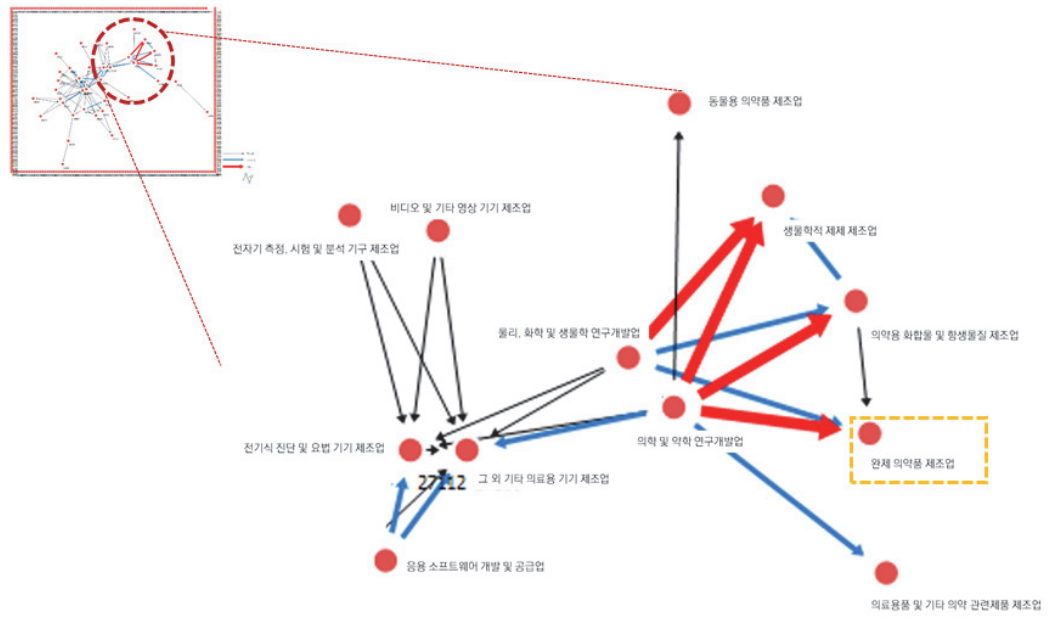 동물용 의약품 제조업
비디오 및 기타 영상 기기 제조업
생물학적 제제 제조업
전자기 측정, 시험 및 분석 기구 제조업
물리, 화학 및 생물학 연구개발업
의약용 화합물 및 항생물질 제조업
의학 및 약학 연구개발업
전기식 진단 및 요법 기기 제조업
완제 의약품 제조업
27112
그 외 기타 의료용 기기 제조업
응용 소프트웨어 개발 및 공급업
의료용품 및 기타 의약 관련제품 제조업